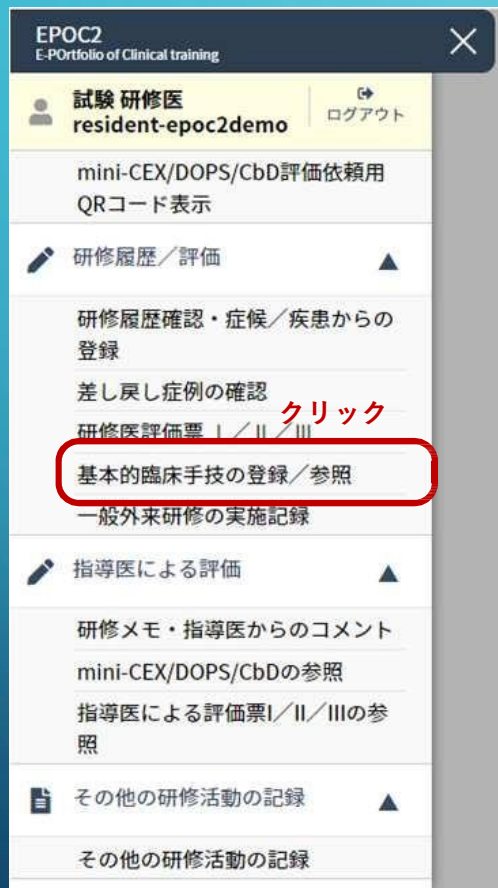 EPOC2
E-POrtfolio of Clinical training
試験 研修医
resident-epoc2demo
ログアウト
mini-CEX/DOPS/CbD評価依頼用
QRコード表示
研修履歴／評価
▲
研修履歴確認・症候／疾患からの
登録
差し戻し症例の確認
クリック
研修医評価票 I／II／III
基本的臨床手技の登録／参照
一般外来研修の実施記録
指導医による評価
▲
研修メモ・指導医からのコメント
mini-CEX/DOPS/CbDの参照
指導医による評価票I／II／IIIの参
照
その他の研修活動の記録
▲
その他の研修活動の記録